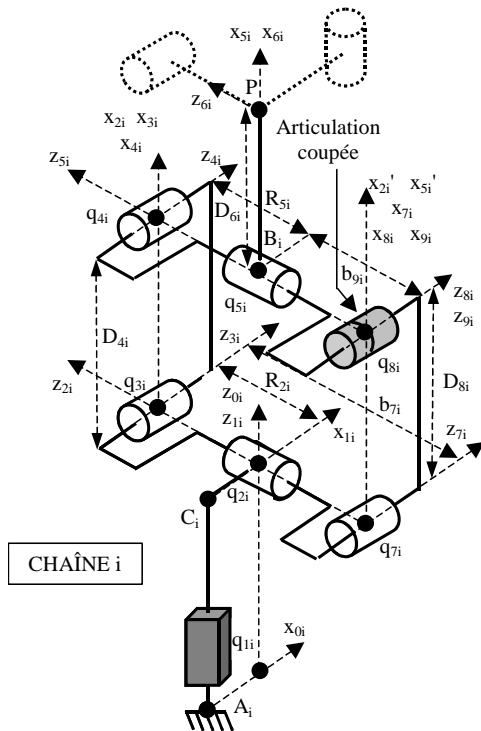 x5i x6i
P
z6i
x2i x3i
x4i
Articulation
coupée
z5i
z4i
x2i' x5i'
x7i
x8i x9i
q4i
D6i
R5i
Bi
b9i
q5i
z8i
z9i
D4i
z3i
q8i
D8i
z2i
q3i
z0i
R2i
b7i
z1i
x1i
z7i
q2i
Ci
q7i
CHAÎNE i
q1i
x0i
Ai